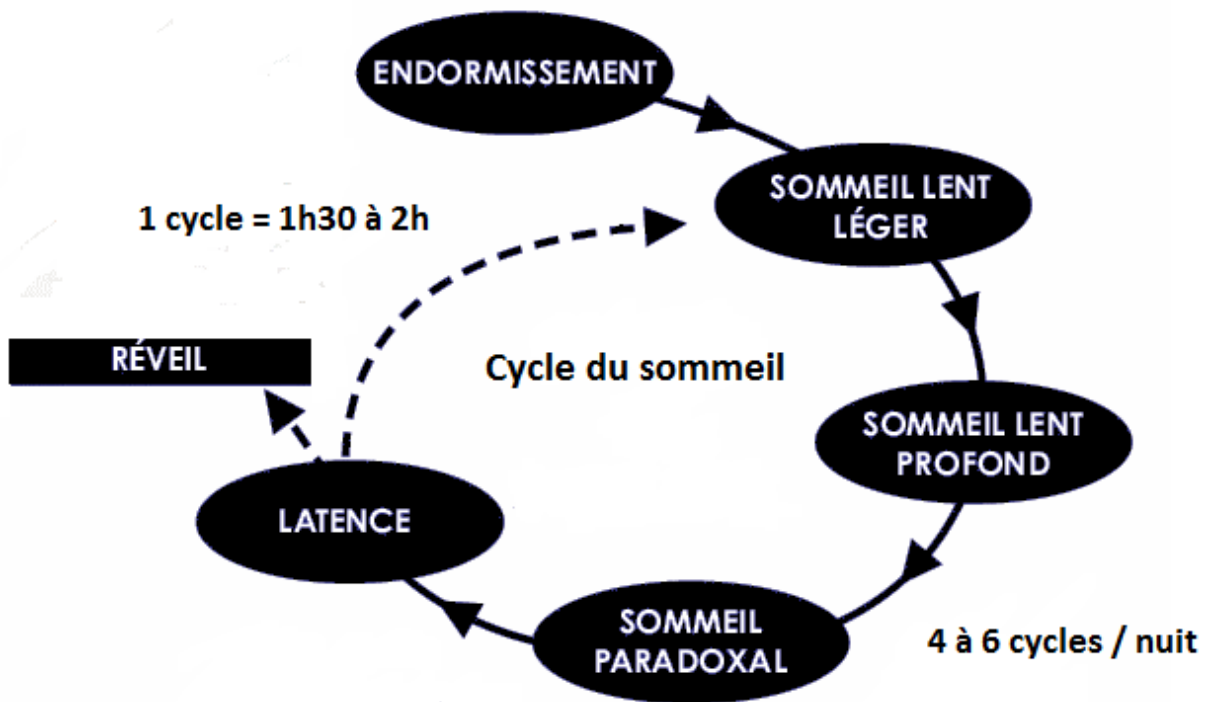 ENDORMISSEMENT
SOMMEIL LENT
LÉGER
1 cycle = 1h30 à 2h
RÉVEIL
Cycle du sommeil
SOMMEIL LENT
PROFOND
LATENCE
SOMMEIL
PARADOXAL
4 à 6 cycles / nuit